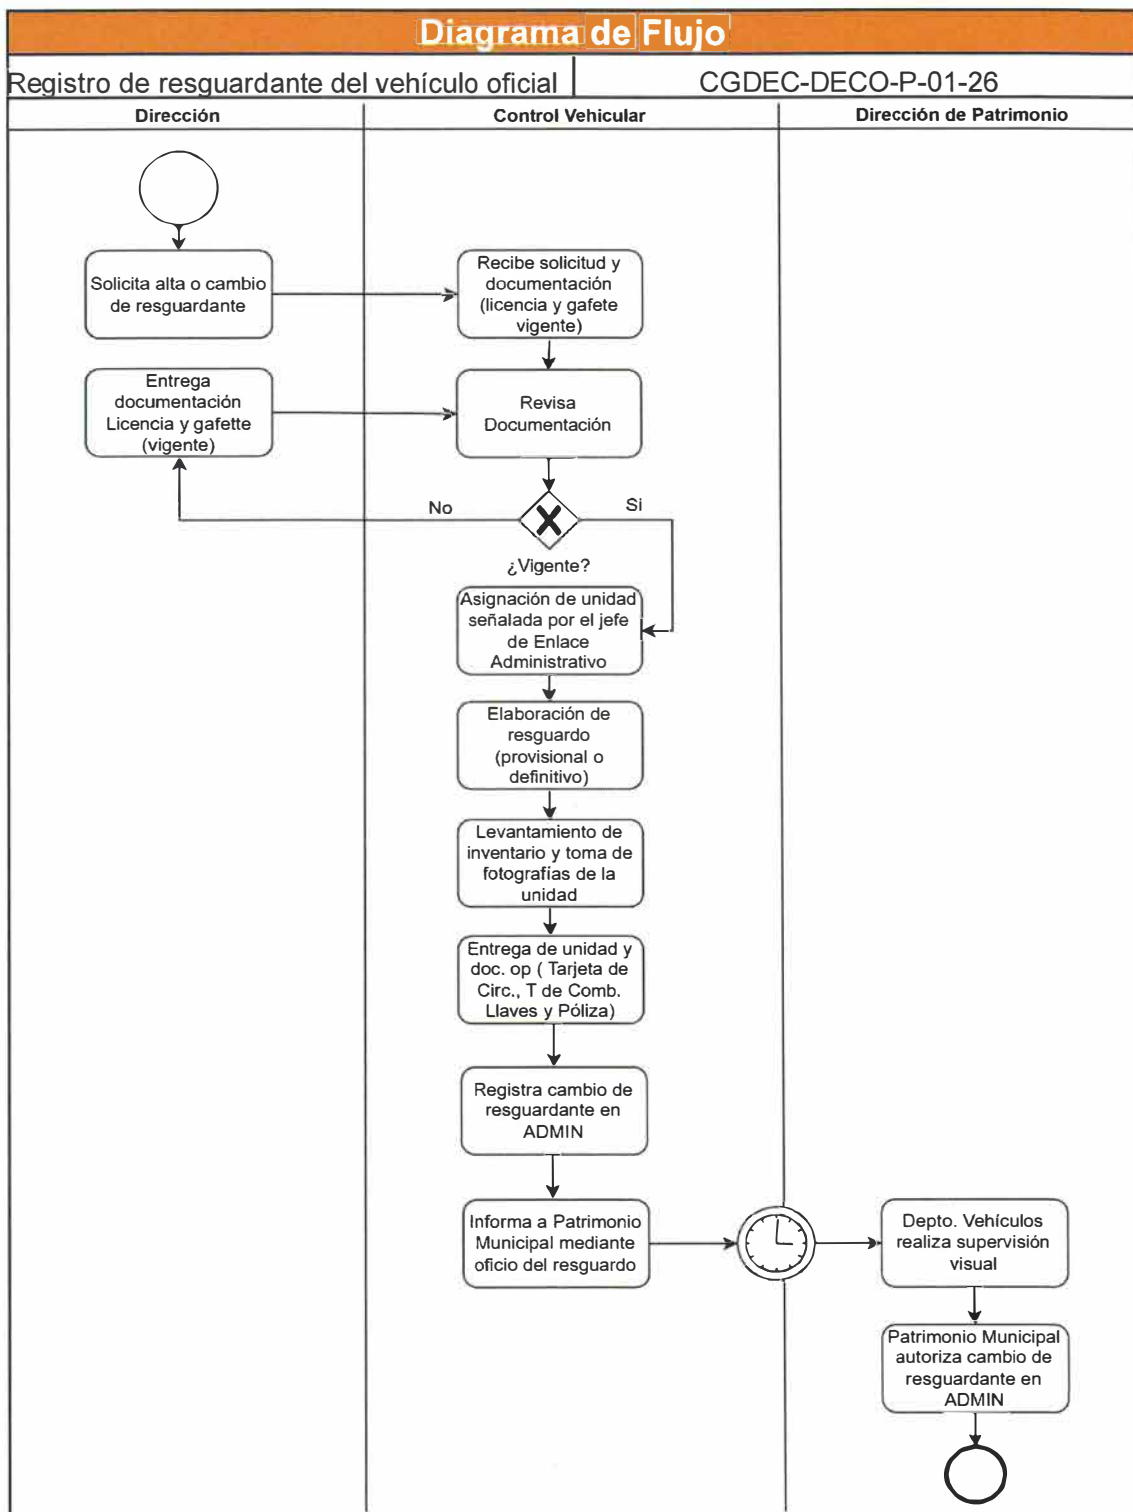 Diagrama de Flujo
Registro de resguardante del vehículo oficial
CGDEC-DECO-P-01-26
Dirección
Control Vehicular
Dirección de Patrimonio
Solicita alta o cambio
de resguardante
Recibe solicitud y
documentación
(licencia y gafete
vigente)
Entrega
documentación
Licencia y gafette
(vigente)
Revisa
Documentación
No
Si
¿Vigente?
Asignación de unidad
señalada por el jefe
de Enlace
Administrativo
Elaboración de
resguardo
(provisional o
definitivo)
Levantamiento de
inventario y toma de
fotografías de la
unidad
Entrega de unidad y
doc. op ( Tarjeta de
Circ., T de Comb.
Llaves y Póliza)
Registra cambio de
resguardante en
ADMIN
Informa a Patrimonio
Municipal mediante
oficio del resguardo
Depto. Vehículos
realiza supervisión
visual
Patrimonio Municipal
autoriza cambio de
resguardante en
ADMIN